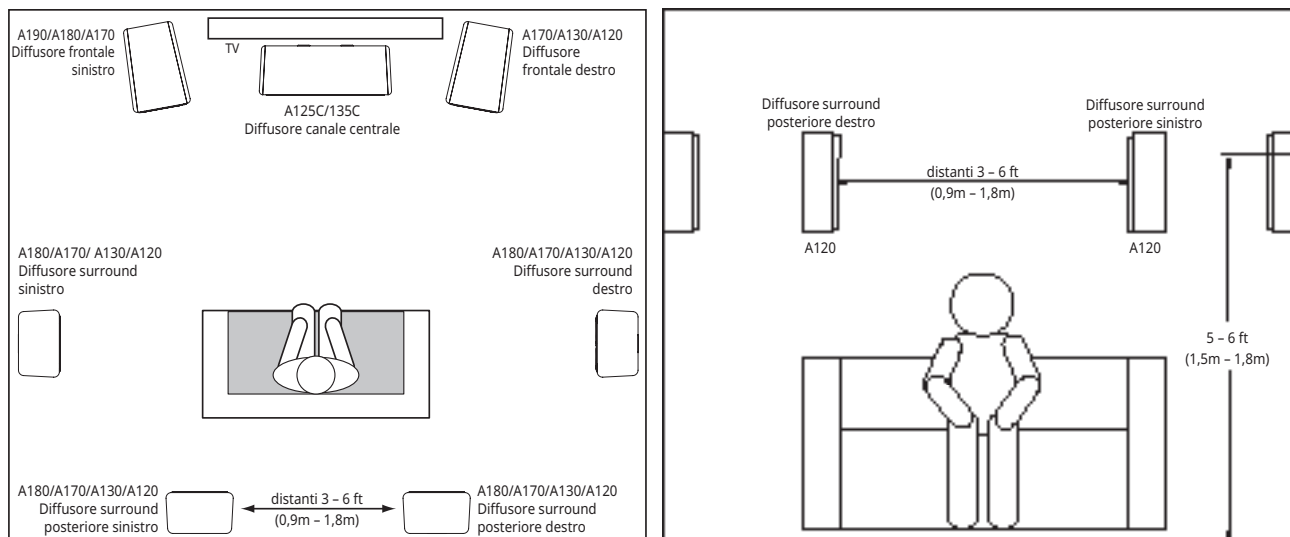 A190/A180/A170
Diffusore frontale
sinistro
TV
A170/A130/A120
Diffusore
frontale destro
A125C/135C
Diffusore canale centrale
A180/A170/ A130/A120
Diffusore surround
sinistro
A180/A170/A130/A120
Diffusore surround
destro
A180/A170/A130/A120
Diffusore surround
posteriore sinistro
distanti 3 – 6 ft
(0,9m – 1,8m)
A180/A170/A130/A120
Diffusore surround
posteriore destro
Diffusore surround
posteriore destro
Diffusore surround
posteriore sinistro
distanti 3 – 6 ft
(0,9m – 1,8m)
A120
A120
5 – 6 ft
(1,5m – 1,8m)